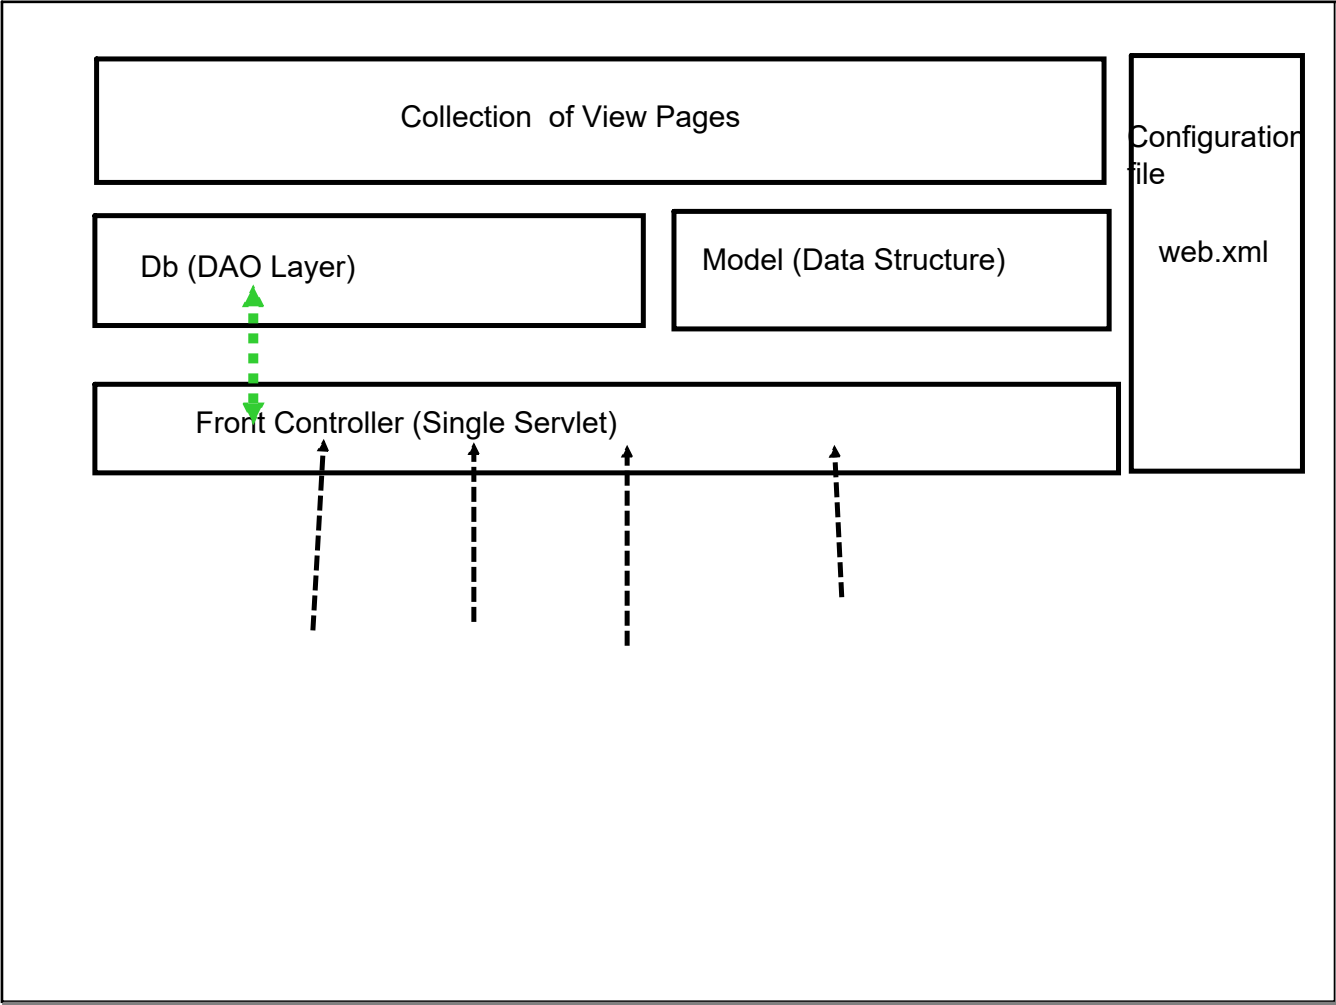 Collection  of View Pages
Configuration
file
web.xml
Db (DAO Layer)
Model (Data Structure)
Front Controller (Single Servlet)